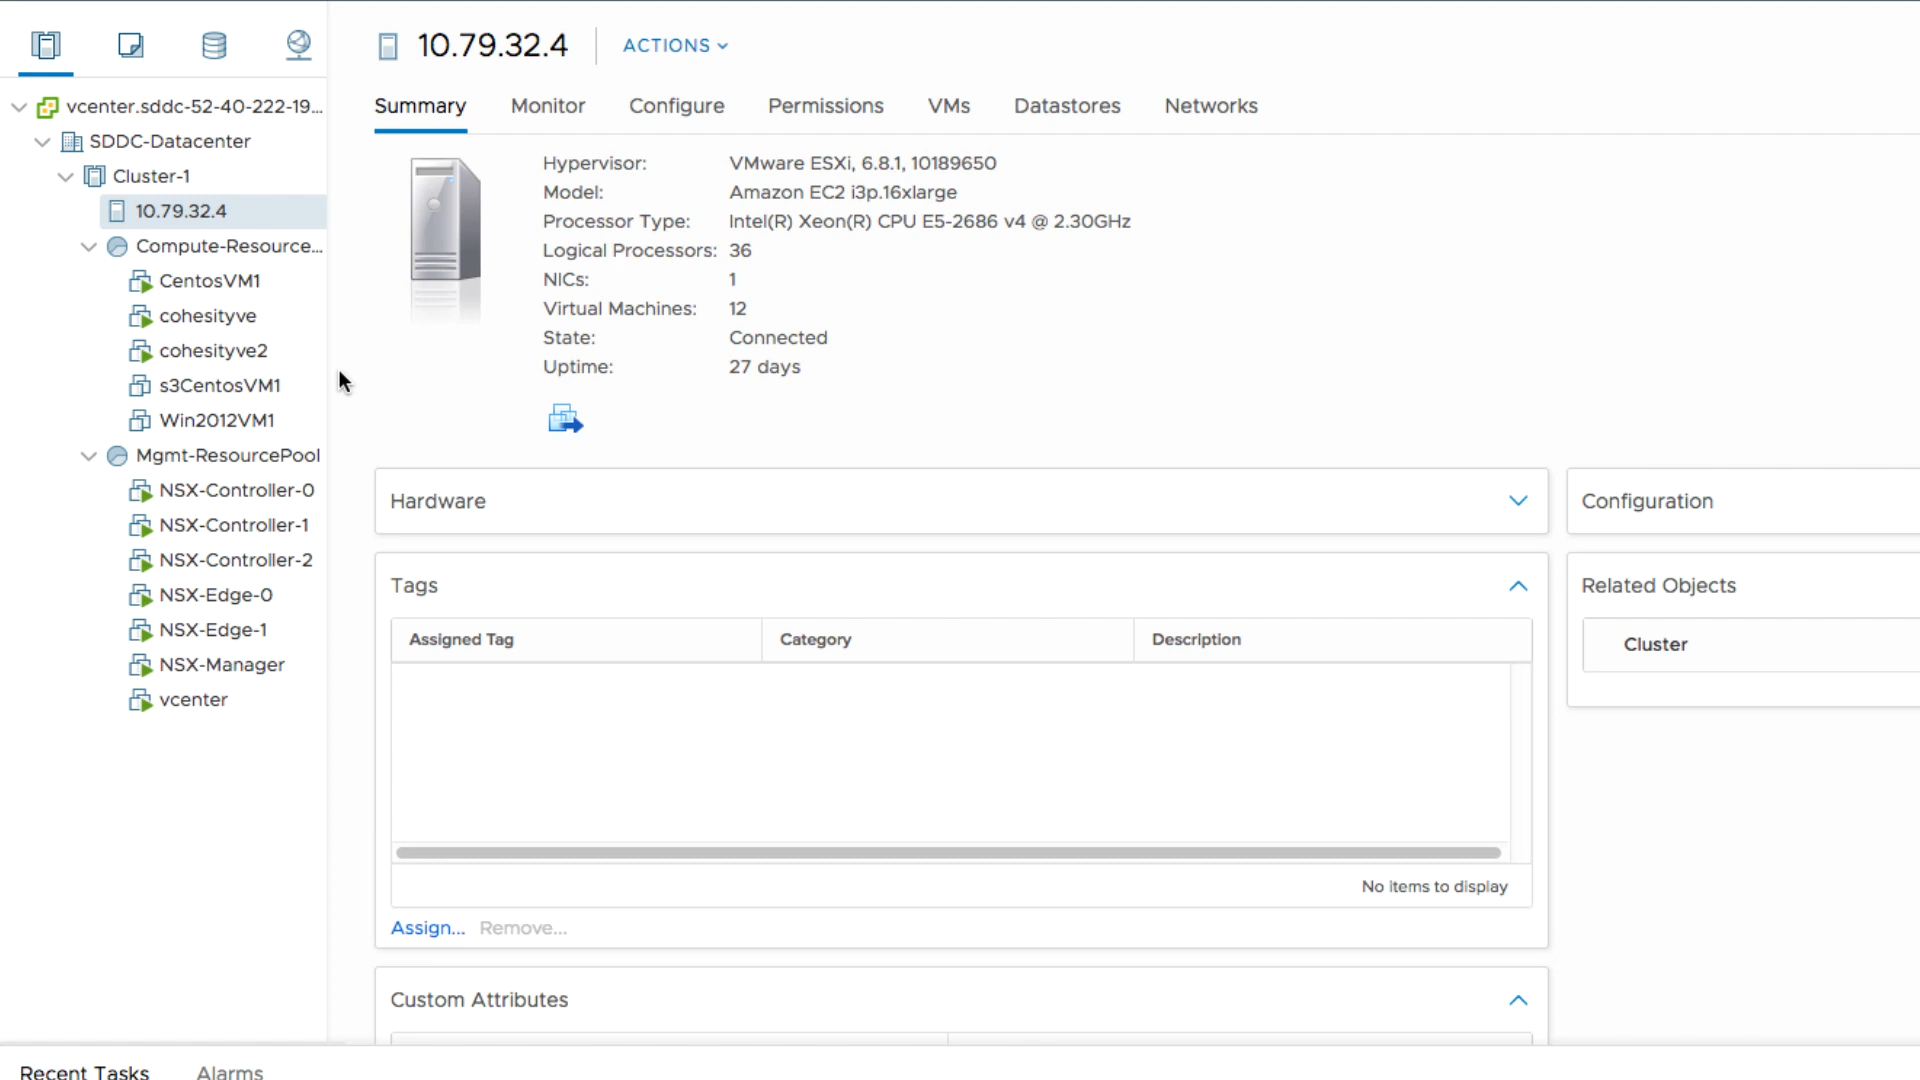 10.79.32.4
ACTIONS
Summary
Monitor
Configure
Permissions
VMs
Datastores
Networks
vcenter.sddc-52-40-222-19...
SDDC-Datacenter
Cluster-1
10.79.32.4
Compute-Resource...
CentosVM1
cohesityve
cohesityve2
s3CentosVM1
Win2012VM1
Mgmt-ResourcePool
NSX-Controller-0
NSX-Controller-1
NSX-Controller-2
NSX-Edge-0
NSX-Edge-1
NSX-Manager
vcenter
Hypervisor: VMware ESXi, 6.8.1, 10189650
Model: Amazon EC2 i3p.16xlarge
Processor Type: Intel(R) Xeon(R) CPU E5-2686 v4 @ 2.30GHz
Logical Processors: 36
NICs: 1
Virtual Machines: 12
State: Connected
Uptime: 27 days
Hardware
Configuration
Tags
Assigned Tag Category Description
No items to display
Assign... Remove...
Related Objects
Cluster
Custom Attributes
Recent Tasks Alarms